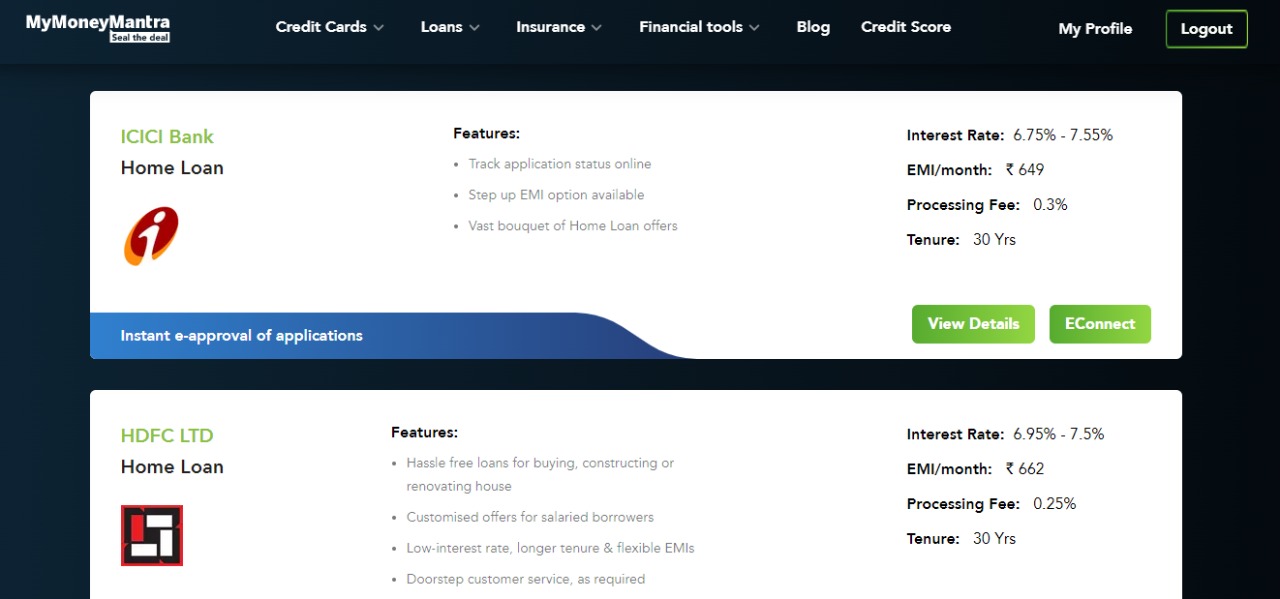 MyMoneyMantra
Seal the deal
Credit Cards
Loans
Insurance
Financial tools
Blog
Credit Score
My Profile
Logout
ICICI Bank
Home Loan
Features:
Track application status online
Step up EMI option available
Vast bouquet of Home Loan offers
Interest Rate: 6.75% - 7.55%
EMI/month: ₹ 649
Processing Fee: 0.3%
Tenure: 30 Yrs
Instant e-approval of applications
View Details
EConnect
HDFC LTD
Home Loan
Features:
Hassle free loans for buying, constructing or
renovating house
Customised offers for salaried borrowers
Low-interest rate, longer tenure & flexible EMIs
Doorstep customer service, as required
Interest Rate: 6.95% - 7.5%
EMI/month: ₹ 662
Processing Fee: 0.25%
Tenure: 30 Yrs